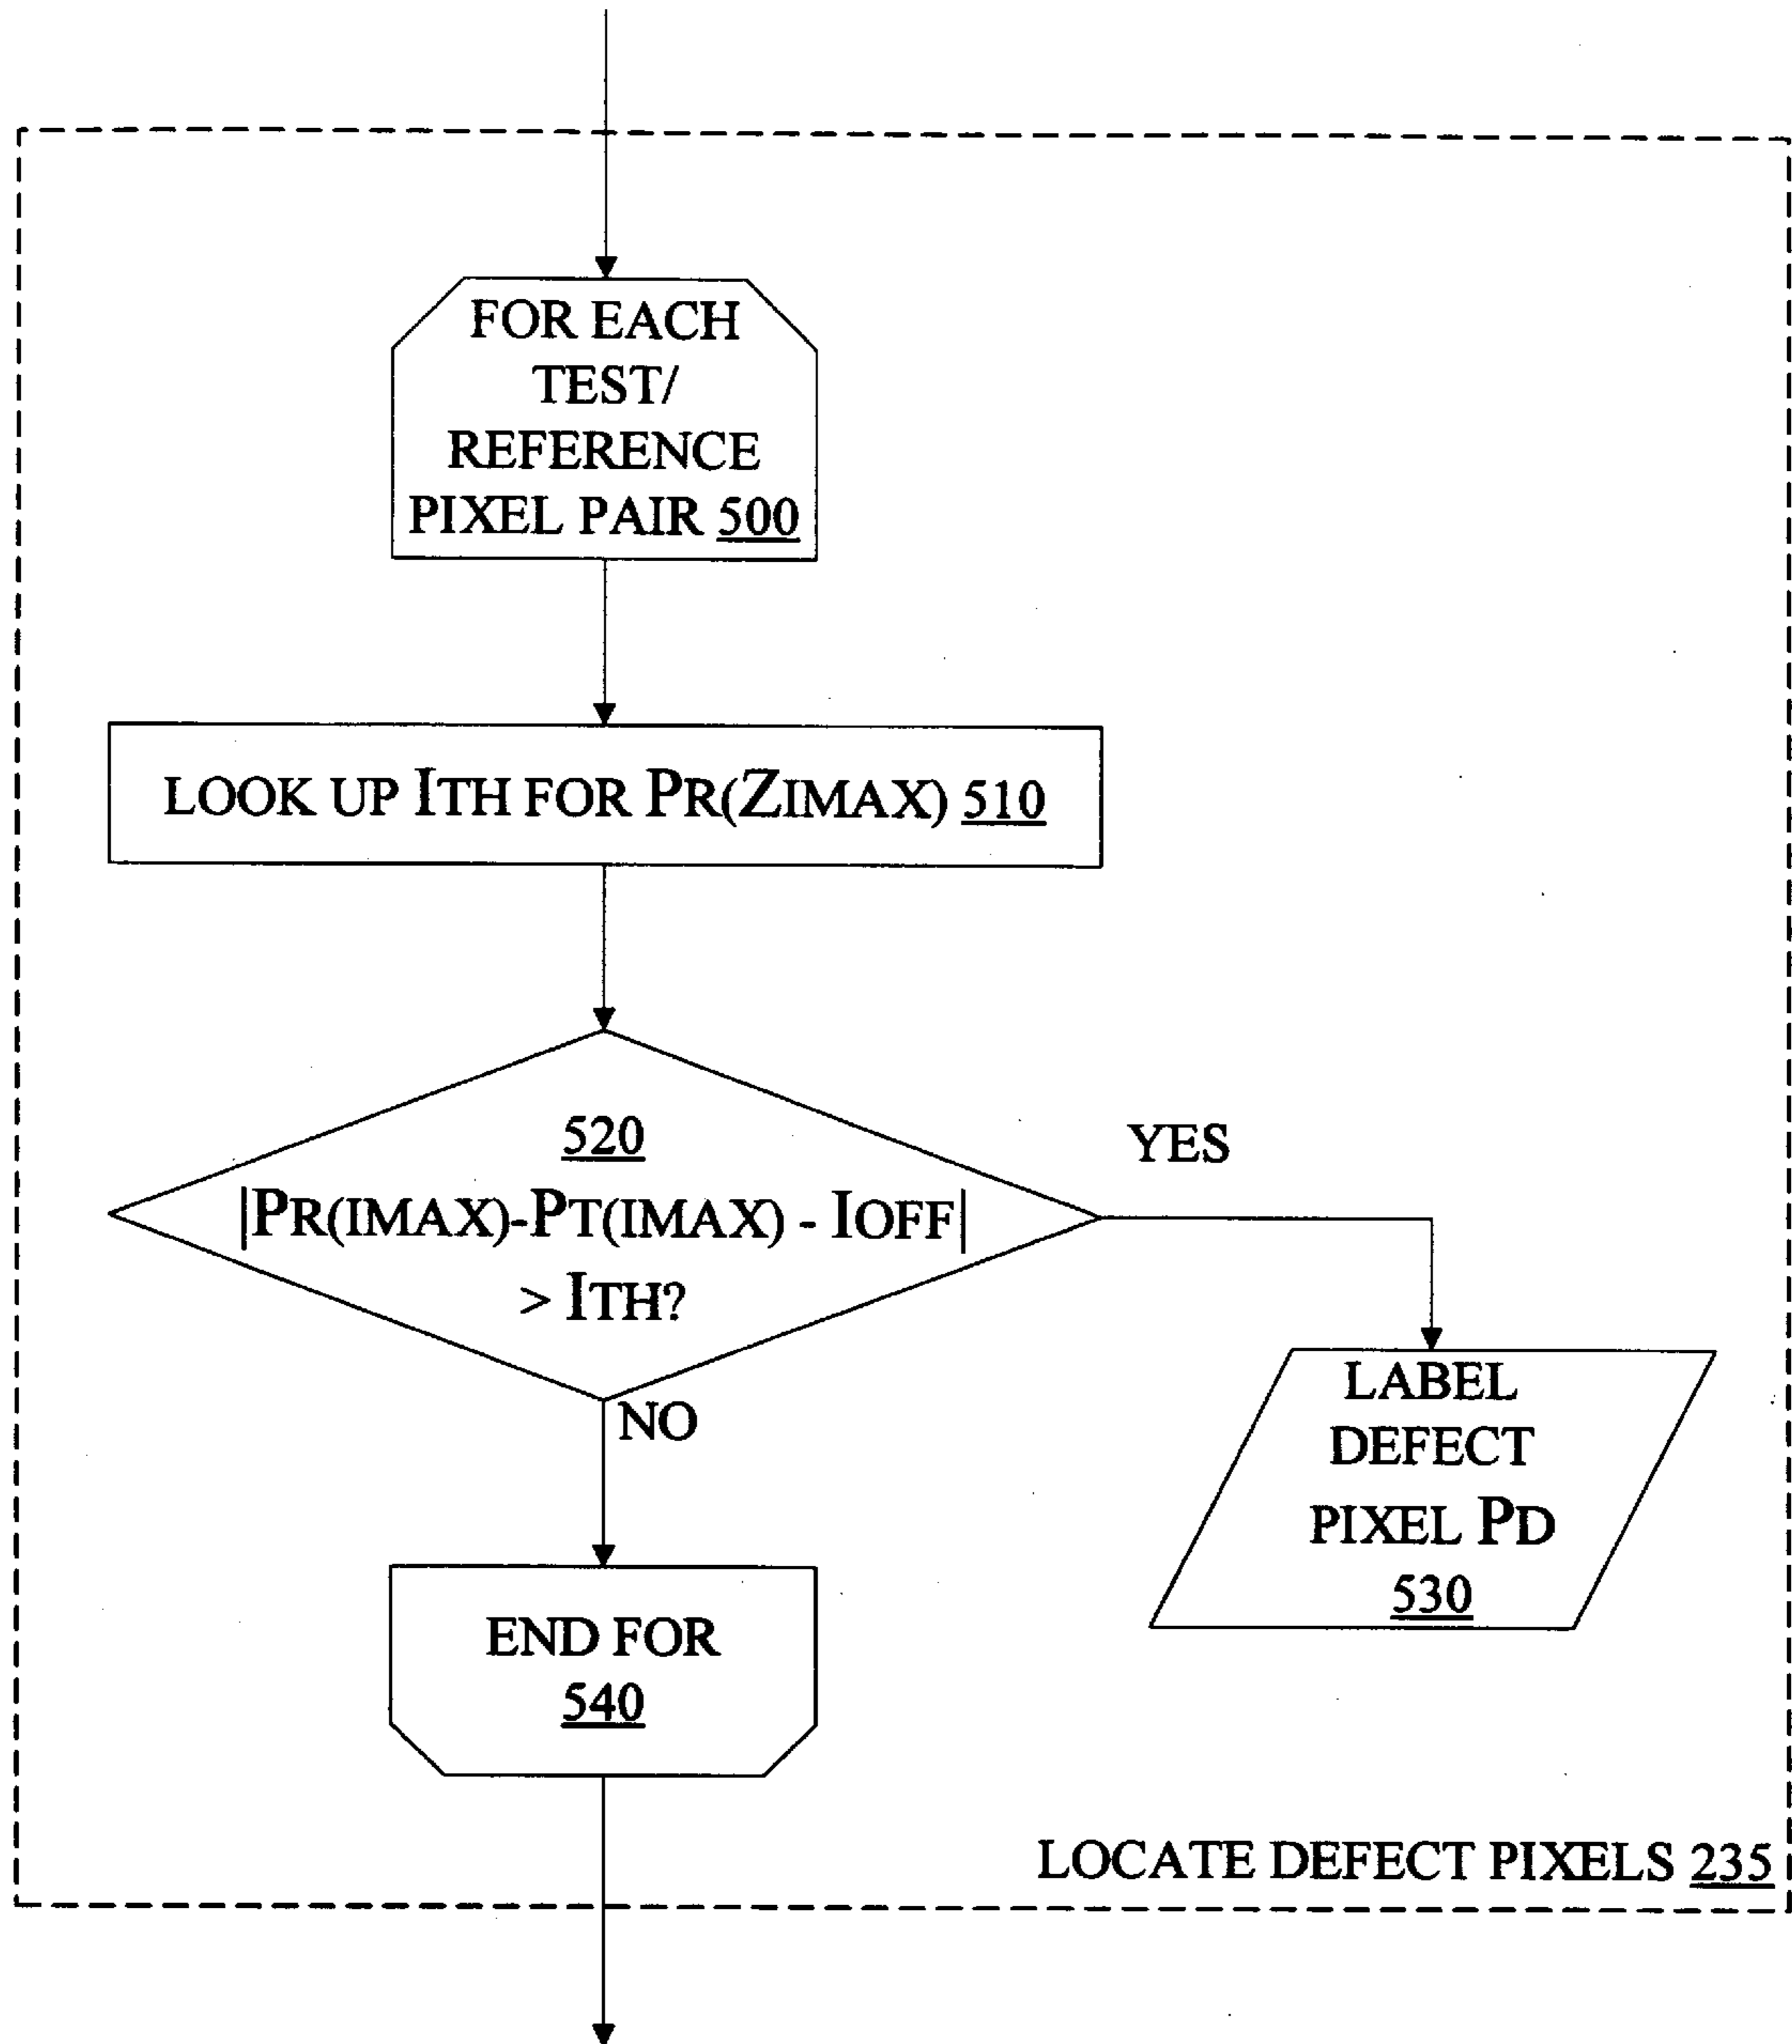 FOR EACH
TEST/
REFERENCE
PIXEL PAIR 500
LOOK UP ITH FOR PR(ZIMAX) 510
520
|PR(IMAX)-PT(IMAX) - IOFF|
> ITH?
YES
NO
LABEL
DEFECT
PIXEL PD
530
END FOR
540
LOCATE DEFECT PIXELS 235